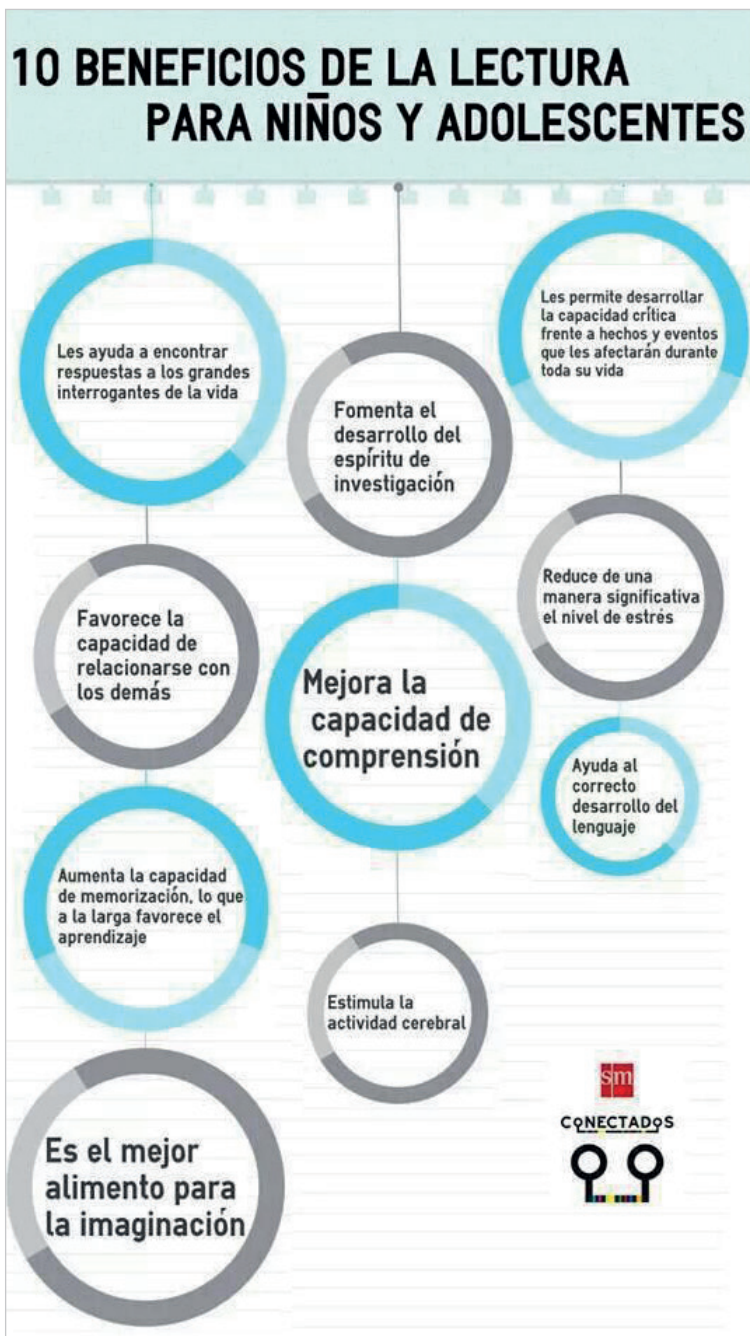 10 BENEFICIOS DE LA LECTURA
PARA NIÑOS Y ADOLESCENTES
Les ayuda a encontrar
respuestas a los grandes
interrogantes de la vida
Favorece la
capacidad de
relacionarse con
los demás
Aumenta la capacidad
de memorización, lo que
a la larga favorece el
aprendizaje
Es el mejor
alimento para
la imaginación
Fomenta el
desarrollo del
espíritu de
investigación
Mejora la
capacidad de
comprensión
Estimula la
actividad cerebral
Les permite desarrollar
la capacidad crítica
frente a hechos y eventos
que les afectarán durante
toda su vida
Reduce de una
manera significativa
el nivel de estrés
Ayuda al
correcto
desarrollo del
lenguaje
sm
CONECTADOS